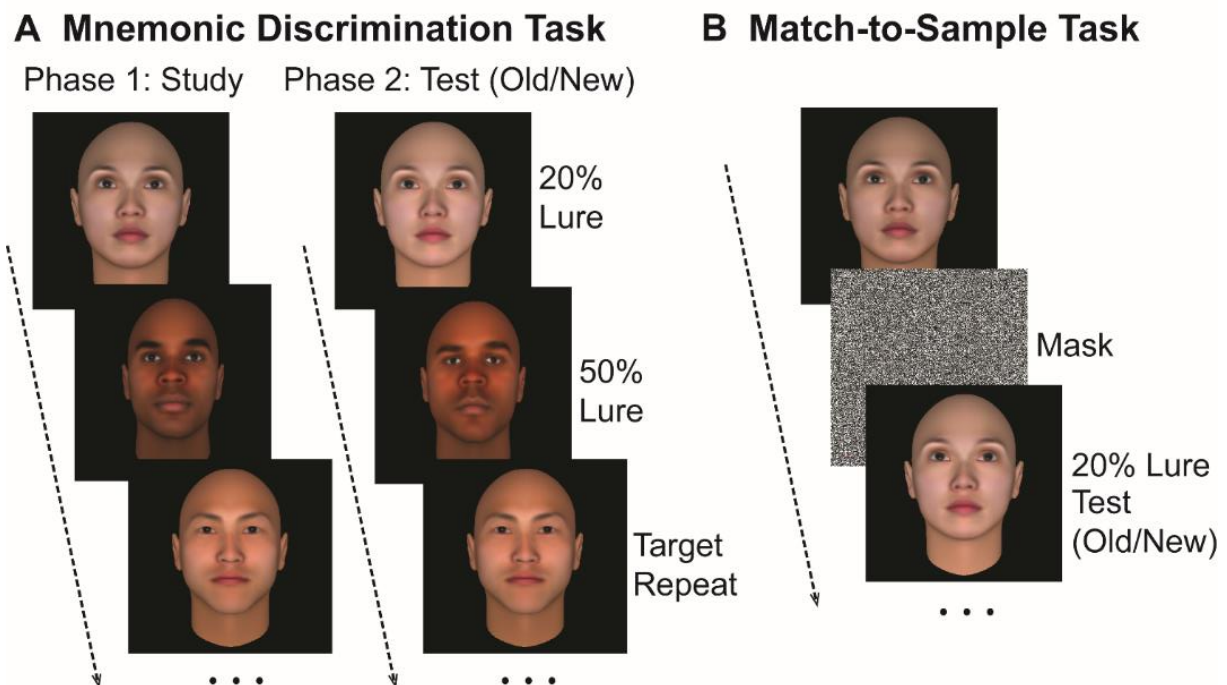 A Mnemonic Discrimination Task
Phase 1: Study
Phase 2: Test (Old/New)
20%
Lure
50%
Lure
Target
Repeat
. . .
. . .
B Match-to-Sample Task
Mask
20% Lure
Test
(Old/New)
. . .